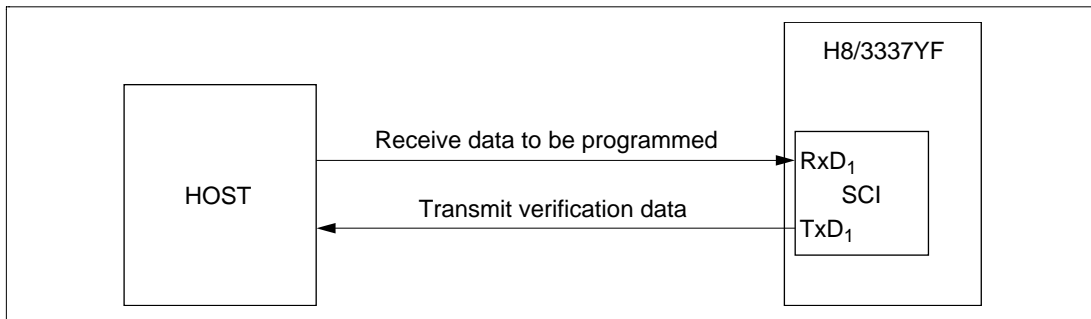 H8/3337YF
Receive data to be programmed
RxD1
HOST
SCI
Transmit verification data
TxD1